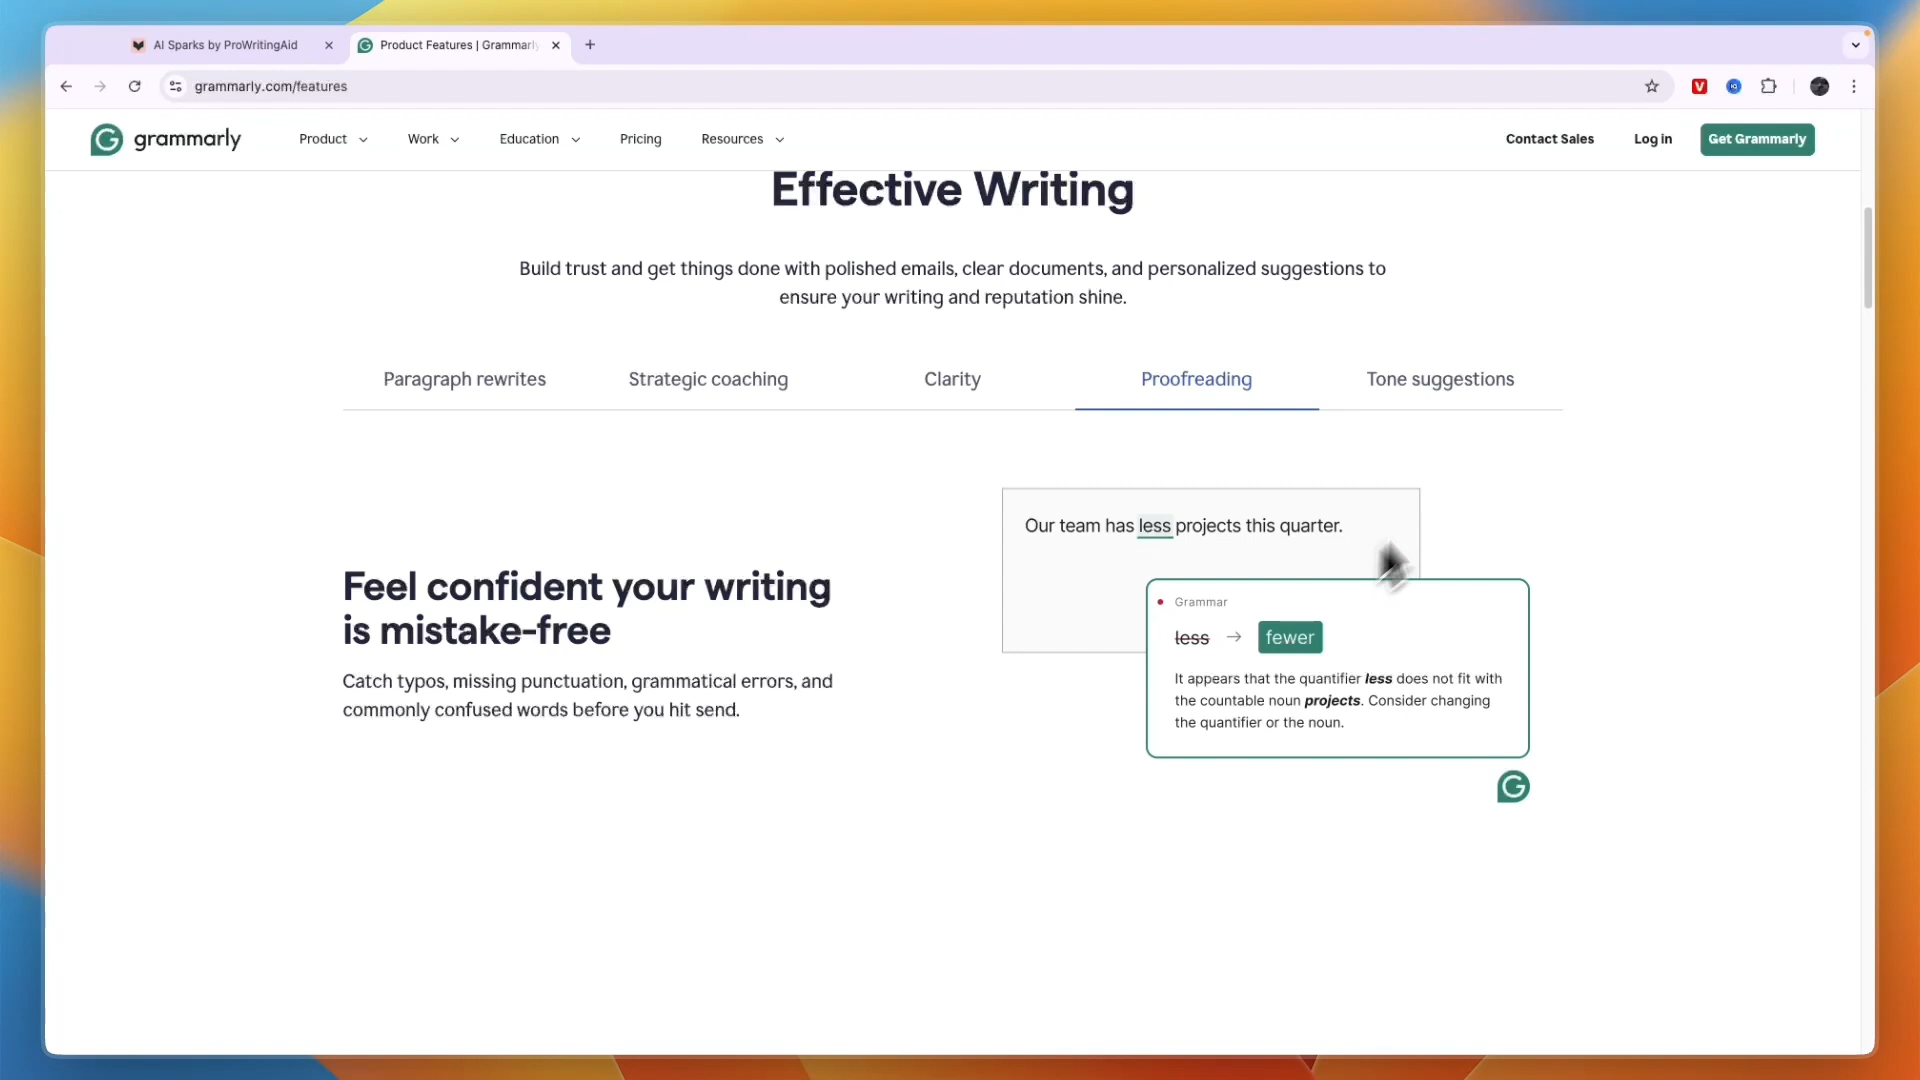 AI Sparks by ProWritingAid
Product Features | Grammarly
grammarly.com/features
grammarly Product Work Education Pricing Resources Contact Sales Log in Get Grammarly
Effective Writing
Build trust and get things done with polished emails, clear documents, and personalized suggestions to
ensure your writing and reputation shine.
Paragraph rewrites Strategic coaching Clarity Proofreading Tone suggestions
Feel confident your writing
is mistake-free
Catch typos, missing punctuation, grammatical errors, and
commonly confused words before you hit send.
Our team has less projects this quarter.
Grammar
less → fewer
It appears that the quantifier less does not fit with
the countable noun projects. Consider changing
the quantifier or the noun.